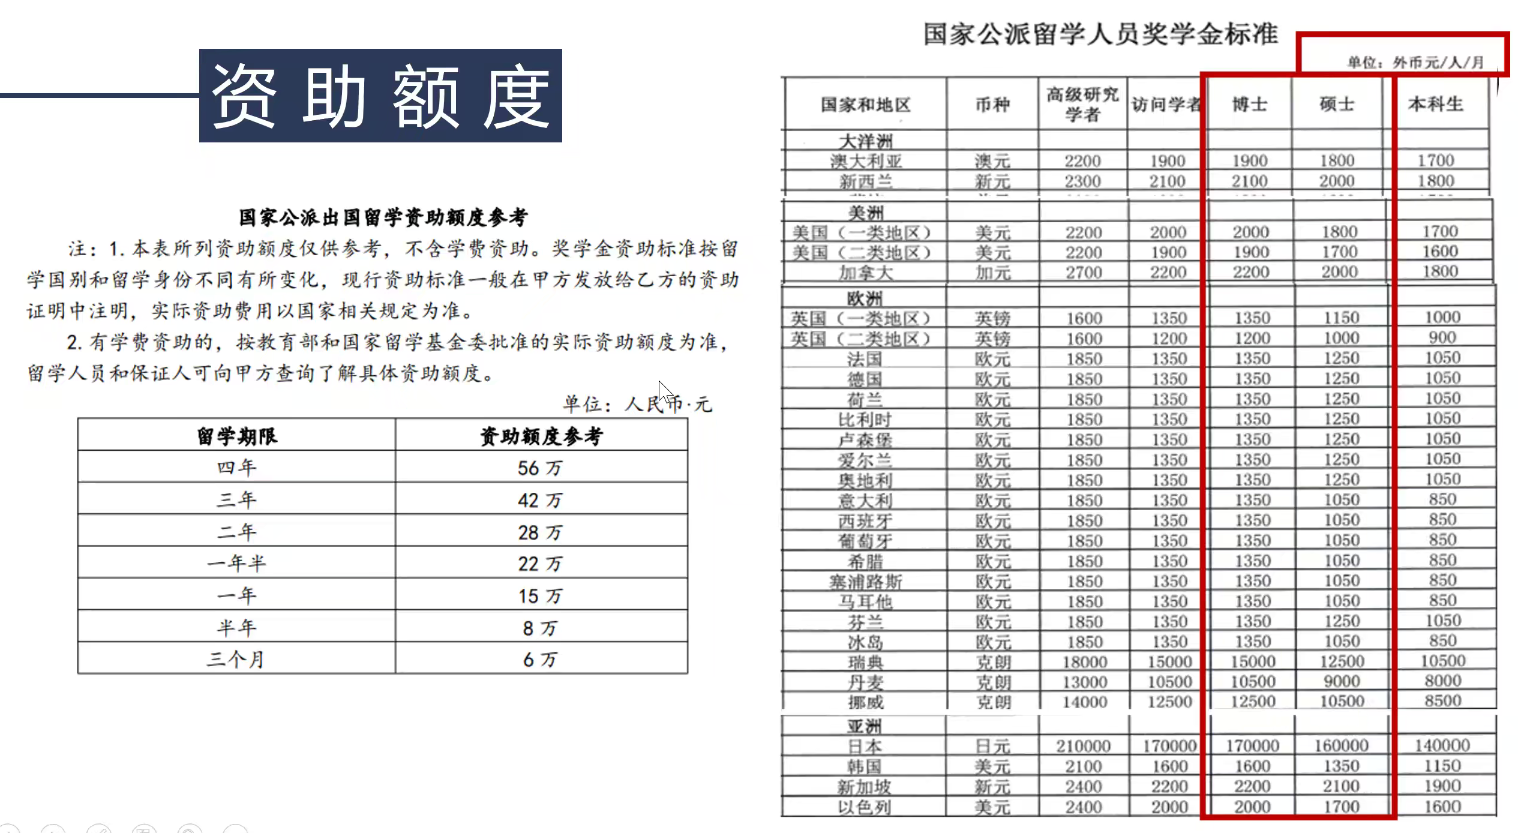 资助额度
国家公派出国留学资助额度参考
注：1.本表所列资助额度仅供参考，不含学费资助。奖学金资助标准按留
学国别和留学身份不同有所变化，现行资助标准一般在甲方发放给乙方的资助
证明中注明，实际资助费用以国家相关规定为准。
2.有学费资助的，按教育部和国家留学基金委批准的实际资助额度为准，
留学人员和保证人可向甲方查询了解具体资助额度。
单位：人民币·元
留学期限 资助额度参考
四年 56 万
三年 42 万
二年 28 万
一年半 22 万
一年 15 万
半年 8 万
三个月 6 万
国家公派留学人员奖学金标准
单位：外币元/人/月
国家和地区 币种 高级研究学者 访问学者 博士 硕士 本科生
大洋洲
澳大利亚 澳元 2200 1900 1900 1800 1700
新西兰 新元 2300 2100 2100 2000 1800
美洲
美国（一类地区） 美元 2200 2000 2000 1800 1700
美国（二类地区） 美元 2200 1900 1900 1700 1600
加拿大 加元 2700 2200 2200 2000 1800
欧洲
英国（一类地区） 英镑 1600 1350 1350 1150 1000
英国（二类地区） 英镑 1600 1200 1200 1000 900
法国 欧元 1850 1350 1350 1250 1050
德国 欧元 1850 1350 1350 1250 1050
荷兰 欧元 1850 1350 1350 1250 1050
比利时 欧元 1850 1350 1350 1250 1050
卢森堡 欧元 1850 1350 1350 1250 1050
爱尔兰 欧元 1850 1350 1350 1250 1050
奥地利 欧元 1850 1350 1350 1250 1050
意大利 欧元 1850 1350 1350 1050 850
西班牙 欧元 1850 1350 1350 1050 850
葡萄牙 欧元 1850 1350 1350 1050 850
希腊 欧元 1850 1350 1350 1050 850
塞浦路斯 欧元 1850 1350 1350 1050 850
马耳他 欧元 1850 1350 1350 1050 850
芬兰 欧元 1850 1350 1350 1250 1050
冰岛 欧元 1850 1350 1350 1050 850
瑞典 克朗 18000 15000 15000 12500 10500
丹麦 克朗 13000 10500 10500 9000 8000
挪威 克朗 14000 12500 12500 10500 8500
亚洲
日本 日元 210000 170000 170000 160000 140000
韩国 美元 2100 1600 1600 1350 1150
新加坡 新元 2400 2200 2200 2100 1900
以色列 美元 2400 2000 2000 1700 1600